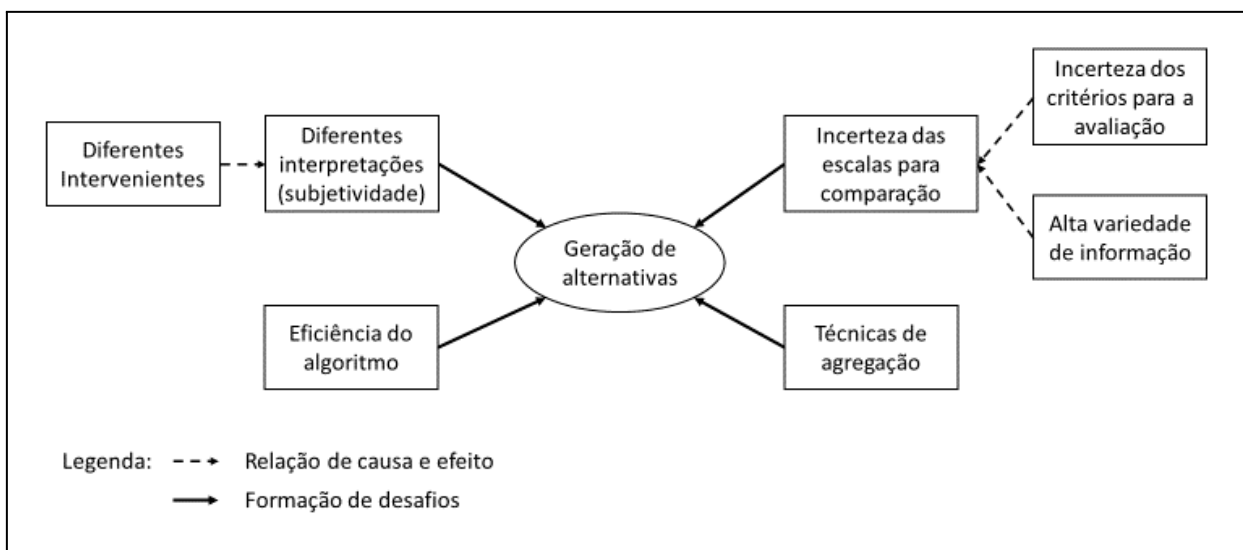 Diferentes
Intervenientes
Diferentes
interpretações
(subjetividade)
Incerteza das
escalas para
comparação
Incerteza dos
critérios para a
avaliação
Alta variedade
de informação
Geração de
alternativas
Eficiência do
algoritmo
Técnicas de
agregação
Legenda:
Relação de causa e efeito
Formação de desafios